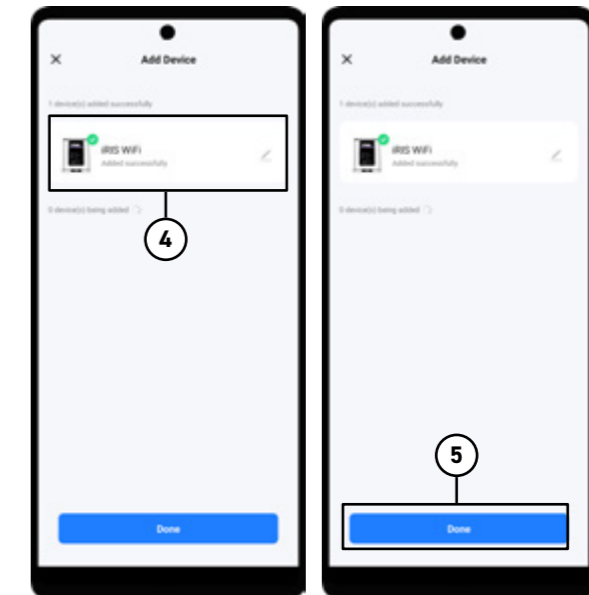 Add Device
1 device(s) added successfully
iRIS WiFi
Added successfully
0 device(s) being added
4
Done
Add Device
1 device(s) added successfully
iRIS WiFi
Added successfully
0 device(s) being added
5
Done